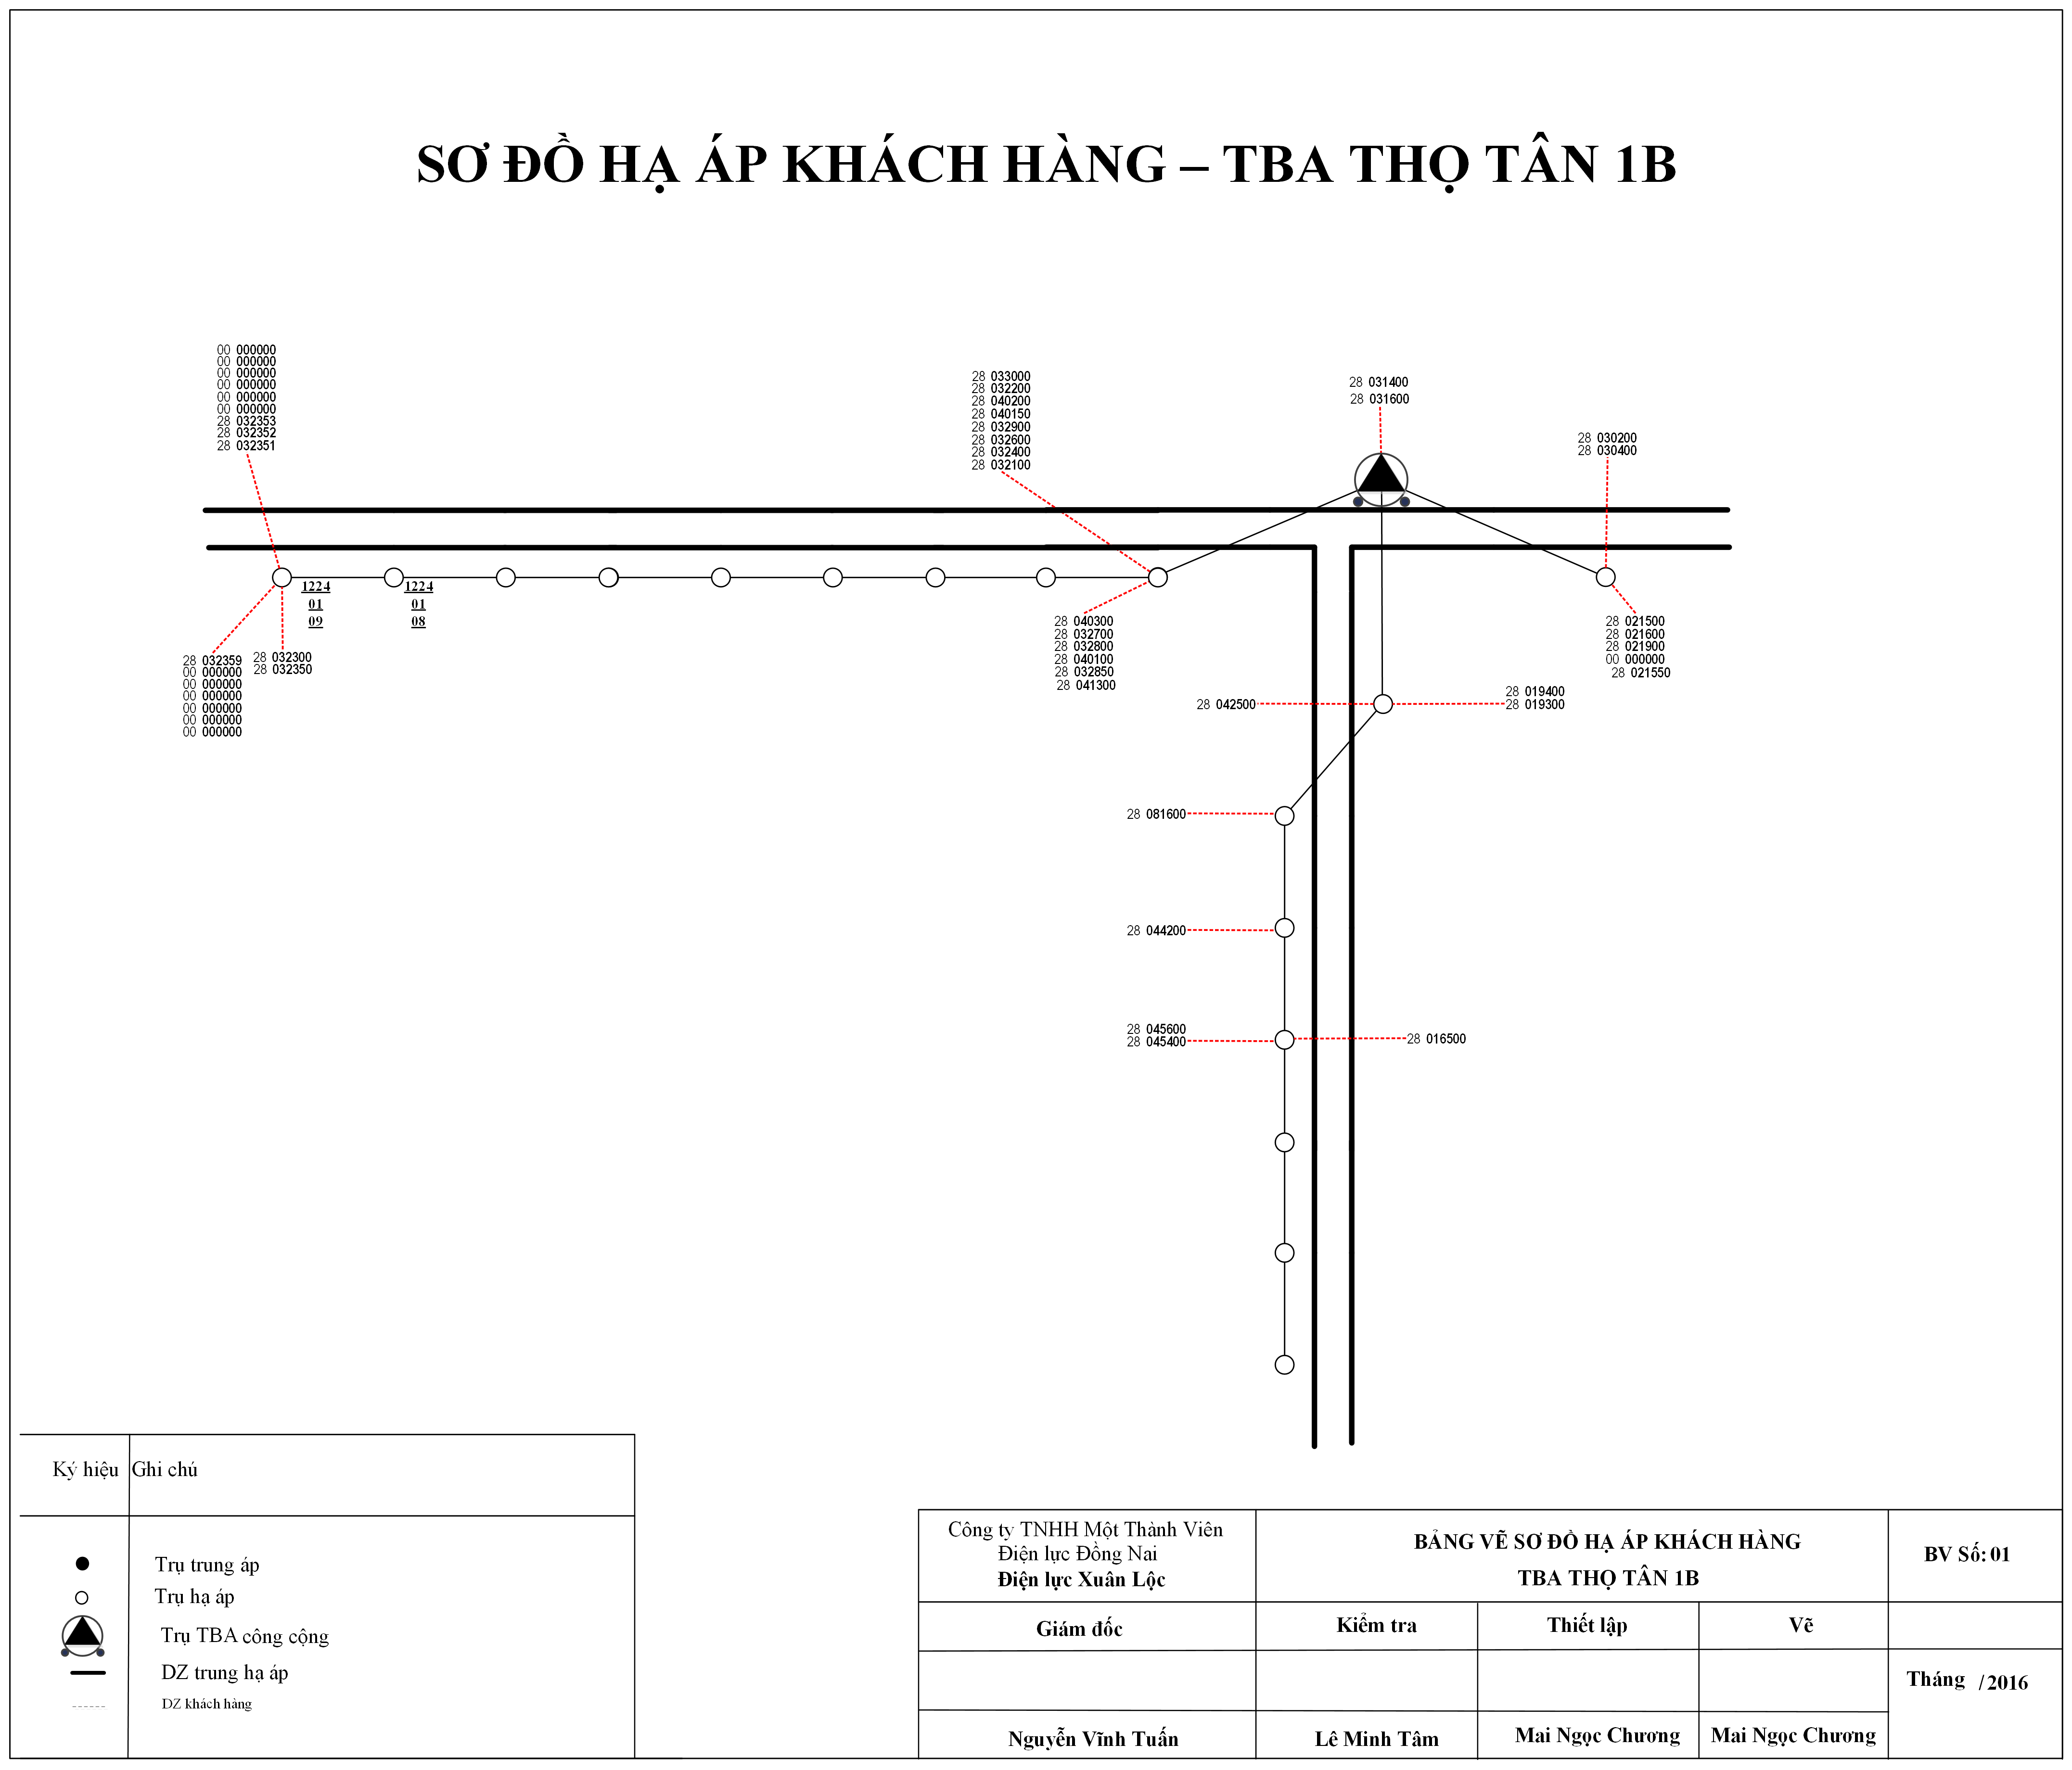 SƠ ĐỒ HẠ ÁP KHÁCH HÀNG – TBA THỌ TÂN 1B
00 000000
00 000000
00 000000
00 000000
00 000000
00 000000
28 032353
28 032352
28 032351
28 033000
28 032200
28 040200
28 040150
28 032900
28 032600
28 032400
28 032100
28 031400
28 031600
28 030200
28 030400
1224
01
09
1224
01
08
28 032359
00 000000
00 000000
00 000000
00 000000
00 000000
00 000000
28 032300
28 032350
28 040300
28 032700
28 032800
28 040100
28 032850
28 041300
28 021500
28 021600
28 021900
00 000000
28 021550
28 042500
28 019400
28 019300
28 081600
28 044200
28 045600
28 045400
28 016500
Ký hiệu Ghi chú
Trụ trung áp
Trụ hạ áp
Trụ TBA công cộng
DZ trung hạ áp
DZ khách hàng
Công ty TNHH Một Thành Viên
Điện lực Đồng Nai
Điện lực Xuân Lộc
BẢNG VẼ SƠ ĐỒ HẠ ÁP KHÁCH HÀNG
TBA THỌ TÂN 1B
BV Số: 01
Giám đốc
Kiểm tra
Thiết lập
Vẽ
Tháng /2016
Nguyễn Vĩnh Tuấn
Lê Minh Tâm
Mai Ngọc Chương
Mai Ngọc Chương